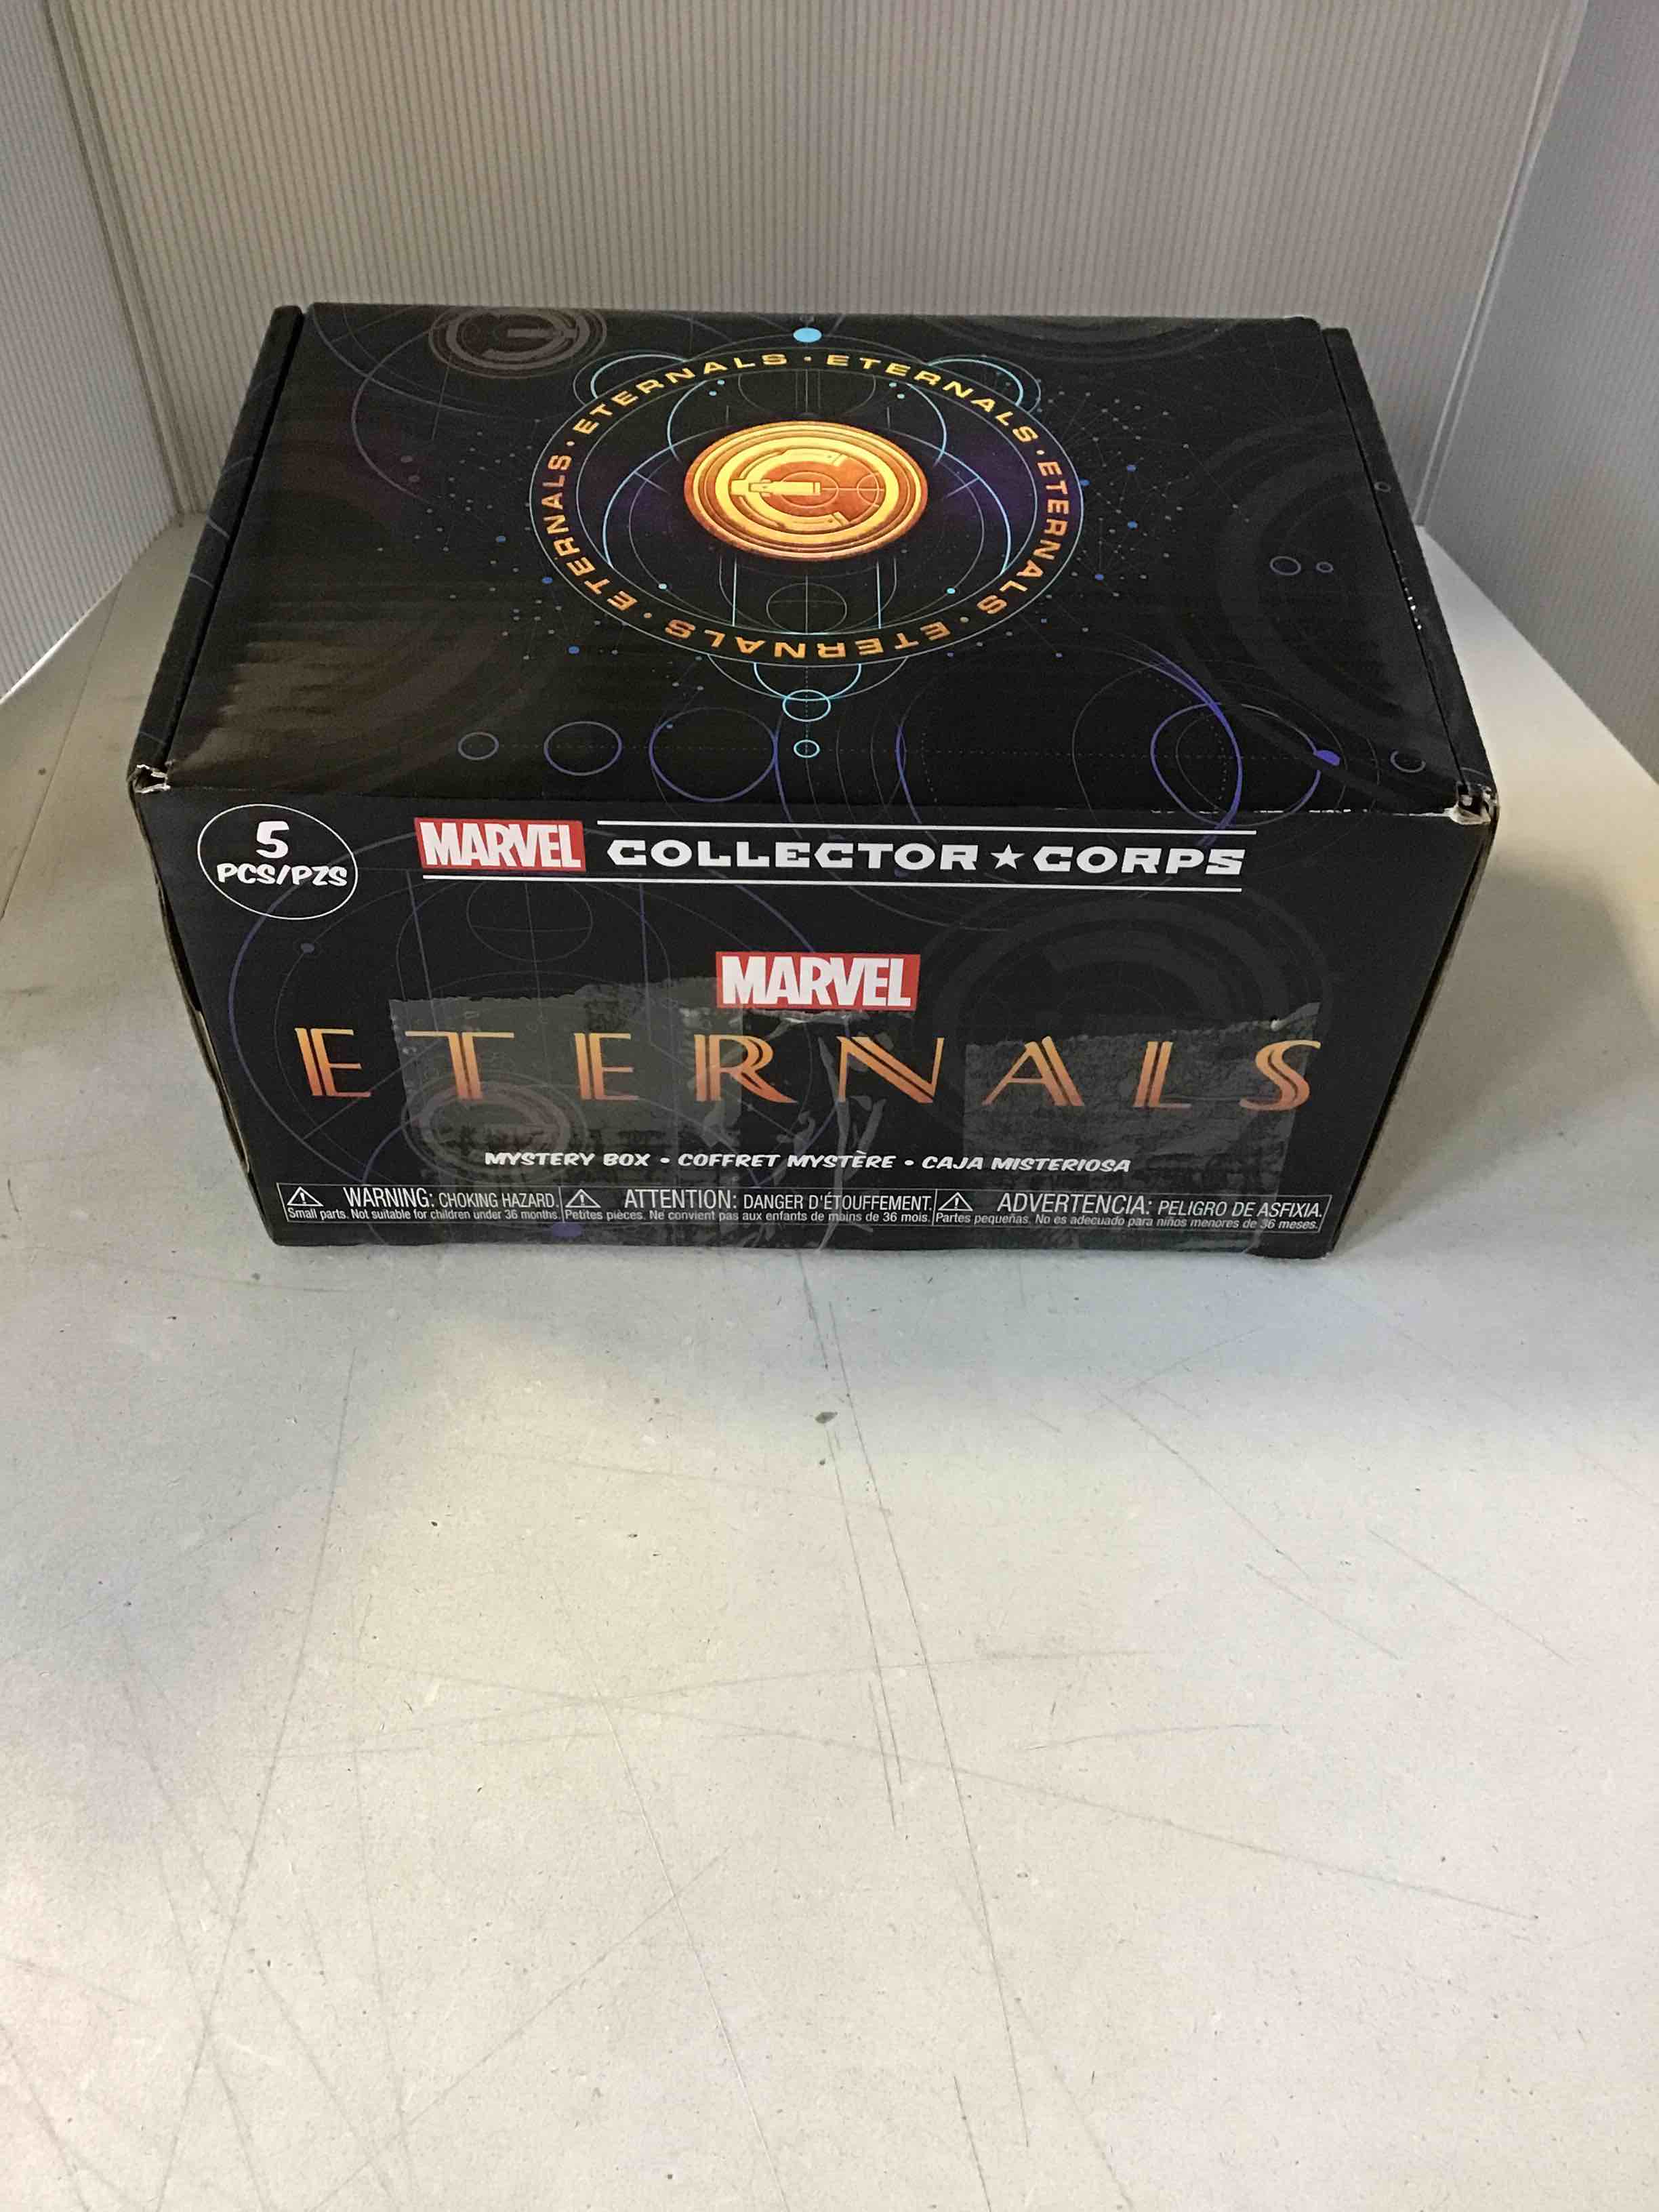 ETERNALS · ETERNALS · ETERNALS · ETERNALS · ETERNALS · ETERNALS ·
5
PCS/PZS
MARVEL COLLECTOR ★ CORPS
MARVEL
ETERNALS
MYSTERY BOX • COFFRET MYSTÈRE • CAJA MISTERIOSA
WARNING: CHOKING HAZARD.
Small parts. Not suitable for children under 36 months.
ATTENTION: DANGER D'ÉTOUFFEMENT.
Petites pièces. Ne convient pas aux enfants de mains de 36 mois.
ADVERTENCIA: PELIGRO DE ASFIXIA.
Partes pequeñas. No es adecuado para niños menores de 36 meses.